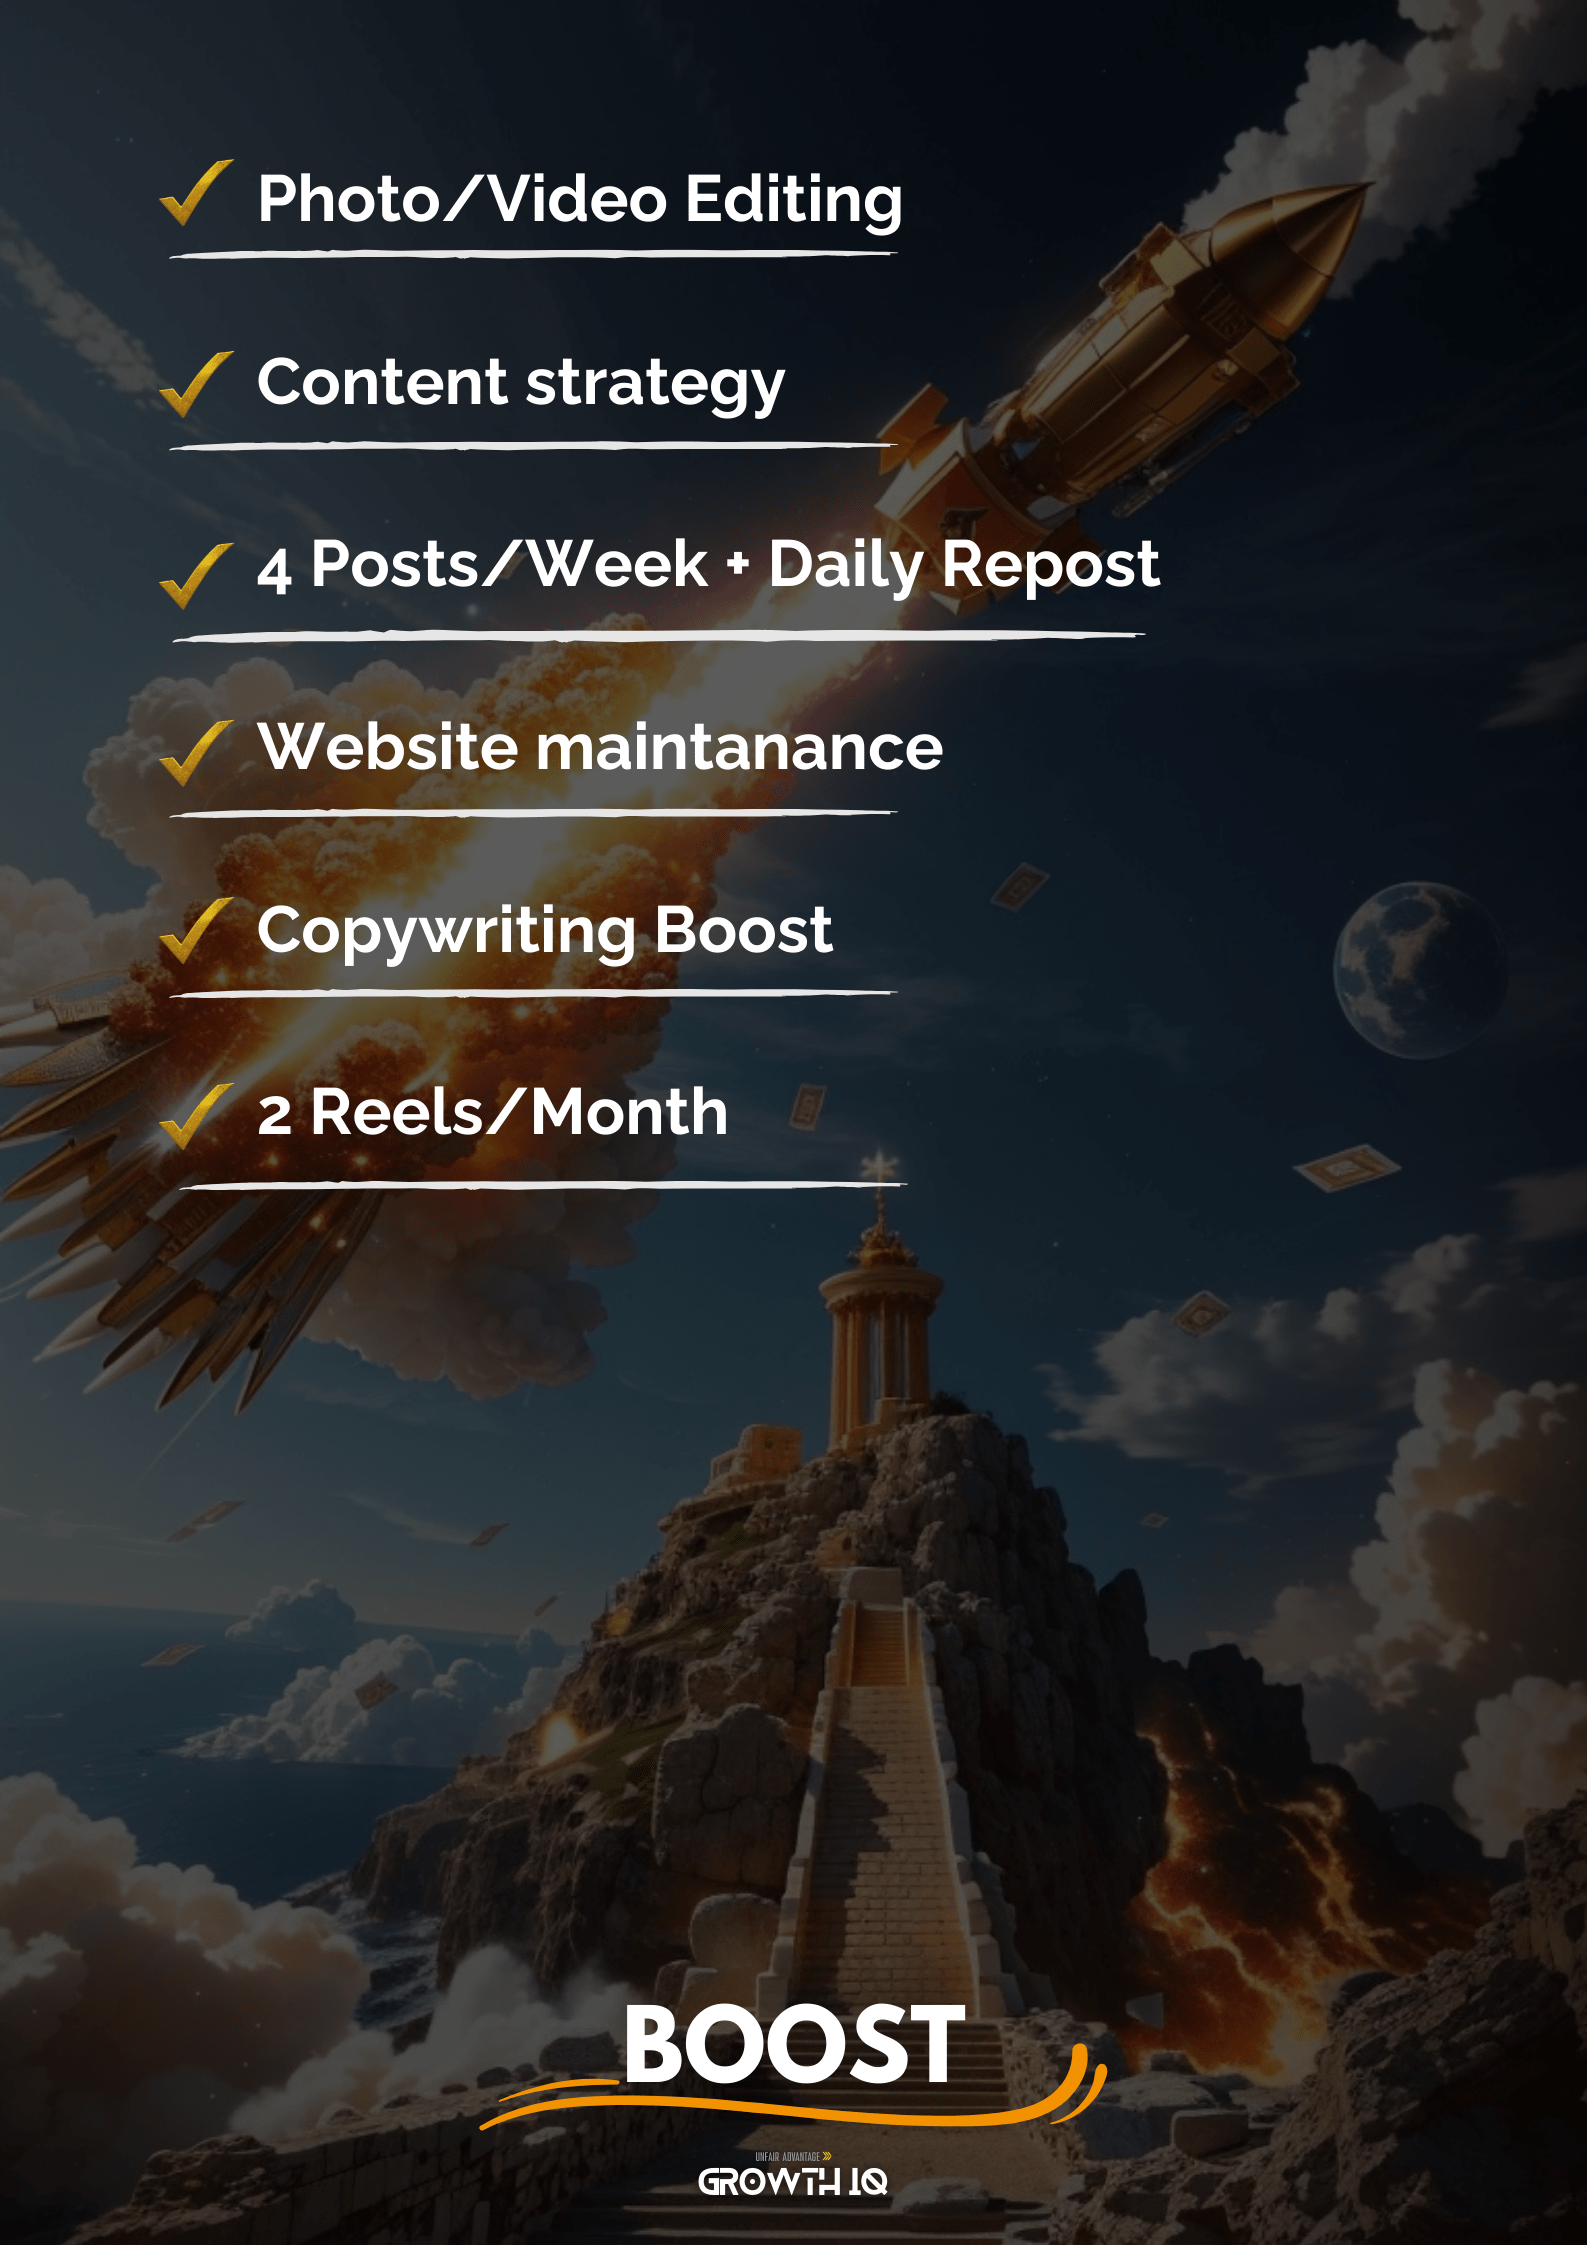 Photo/Video Editing
Content strategy
4 Posts/Week + Daily Repost
Website maintanance
Copywriting Boost
2 Reels/Month
BOOST
UNFAIR ADVANTAGE
GROWTH IQ